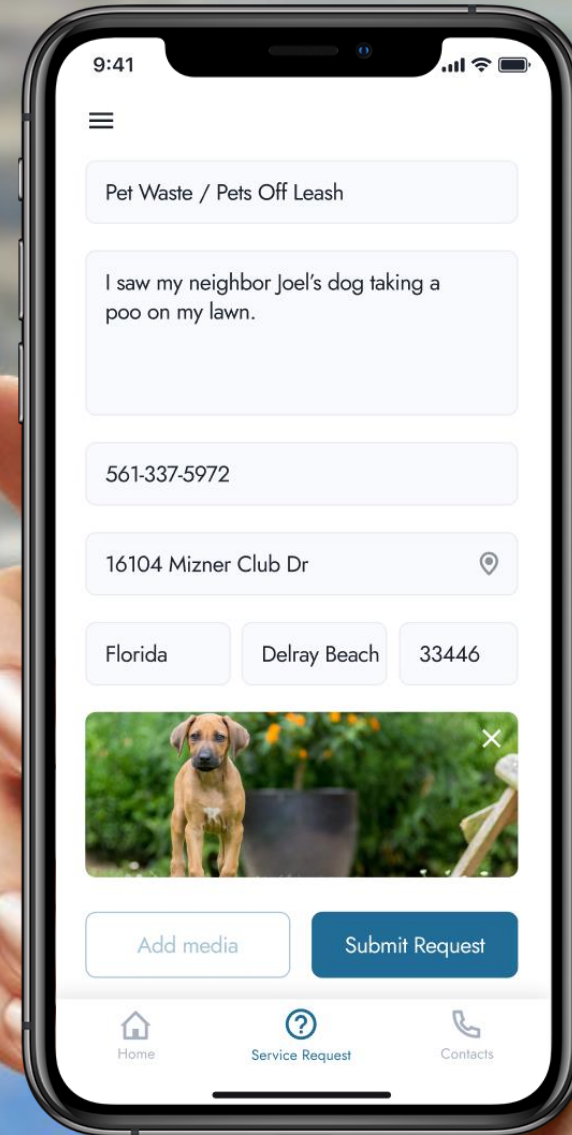 9:41
Pet Waste / Pets Off Leash
I saw my neighbor Joel’s dog taking a
poo on my lawn.
561-337-5972
16104 Mizner Club Dr
Florida
Delray Beach
33446
Add media
Submit Request
Home
Service Request
Contacts